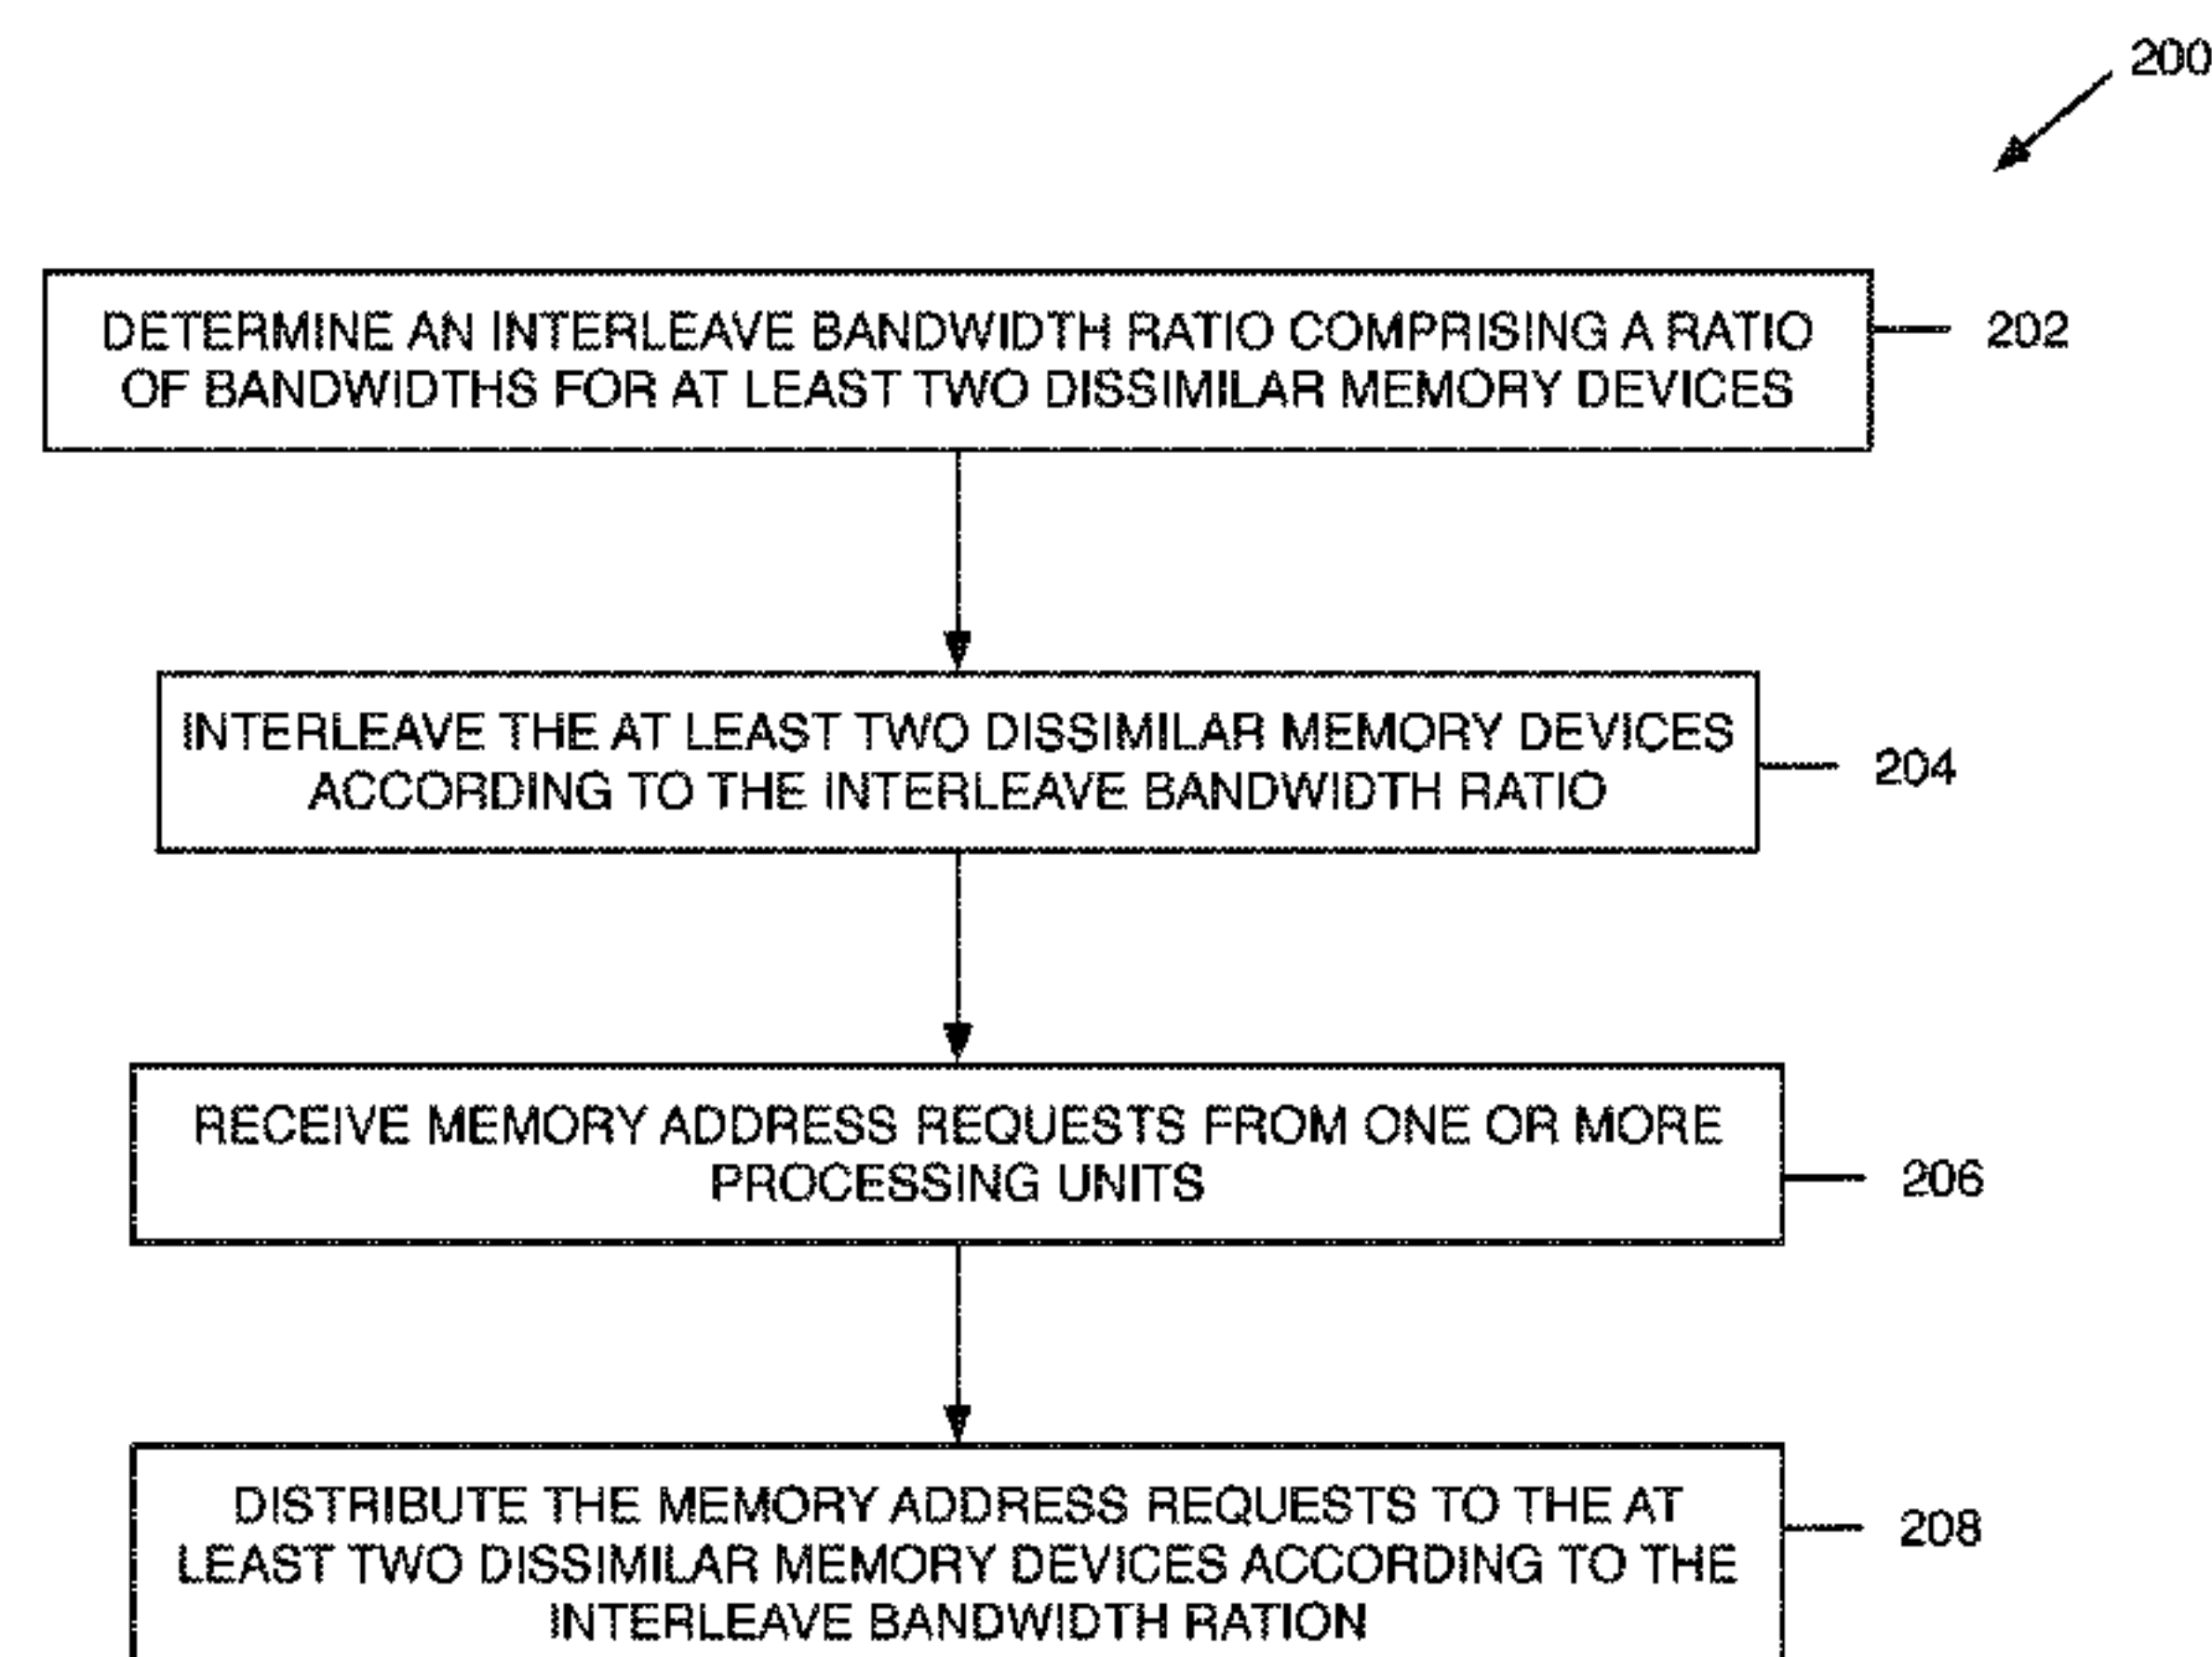 200
DETERMINE AN INTERLEAVE BANDWIDTH RATIO COMPRISING A RATIO
OF BANDWIDTHS FOR AT LEAST TWO DISSIMILAR MEMORY DEVICES
202
INTERLEAVE THE AT LEAST TWO DISSIMILAR MEMORY DEVICES
ACCORDING TO THE INTERLEAVE BANDWIDTH RATIO
204
RECEIVE MEMORY ADDRESS REQUESTS FROM ONE OR MORE
PROCESSING UNITS
206
DISTRIBUTE THE MEMORY ADDRESS REQUESTS TO THE AT
LEAST TWO DISSIMILAR MEMORY DEVICES ACCORDING TO THE
INTERLEAVE BANDWIDTH RATION
208